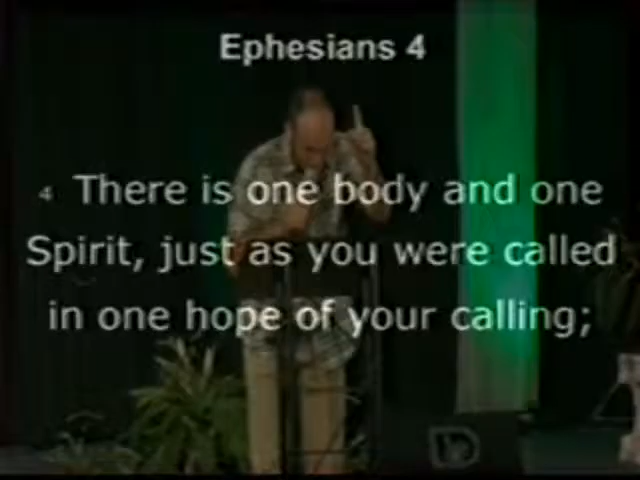 Ephesians 4
4 There is one body and one
Spirit, just as you were called
in one hope of your calling;